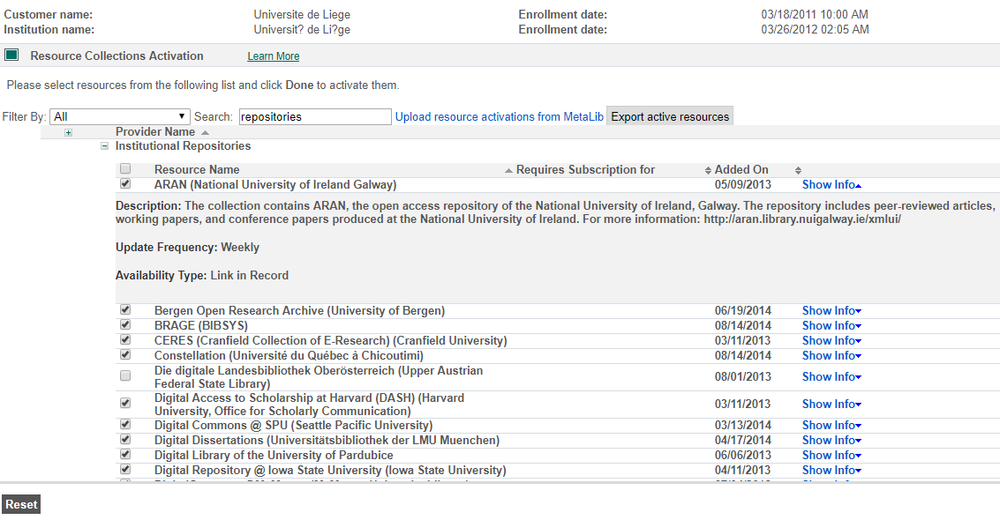 Customer name: Universite de Liege Enrollment date: 03/18/2011 10:00 AM
Institution name: Universit? de Li?ge Enrollment date: 03/26/2012 02:05 AM
Resource Collections Activation Learn More
Please select resources from the following list and click Done to activate them.
Filter By: All Search: repositories Upload resource activations from MetaLib Export active resources
Provider Name
Institutional Repositories
Resource Name Requires Subscription for Added On
ARAN (National University of Ireland Galway) 05/09/2013 Show Info
Description: The collection contains ARAN, the open access repository of the National University of Ireland, Galway. The repository includes peer-reviewed articles,
working papers, and conference papers produced at the National University of Ireland. For more information: http://aran.library.nuigalway.ie/xmlui/
Update Frequency: Weekly
Availability Type: Link in Record
Bergen Open Research Archive (University of Bergen) 06/19/2014 Show Info
BRAGE (BIBSYS) 08/14/2014 Show Info
CERES (Cranfield Collection of E-Research) (Cranfield University) 03/11/2013 Show Info
Constellation (Université du Québec à Chicoutimi) 08/14/2014 Show Info
Die digitale Landesbibliothek Oberösterreich (Upper Austrian
Federal State Library) 08/01/2013 Show Info
Digital Access to Scholarship at Harvard (DASH) (Harvard
University, Office for Scholarly Communication) 03/11/2013 Show Info
Digital Commons @ SPU (Seattle Pacific University) 03/13/2014 Show Info
Digital Dissertations (Universitätsbibliothek der LMU Muenchen) 04/17/2014 Show Info
Digital Library of the University of Pardubice 06/06/2013 Show Info
Digital Repository @ Iowa State University (Iowa State University) 04/11/2013 Show Info
Reset